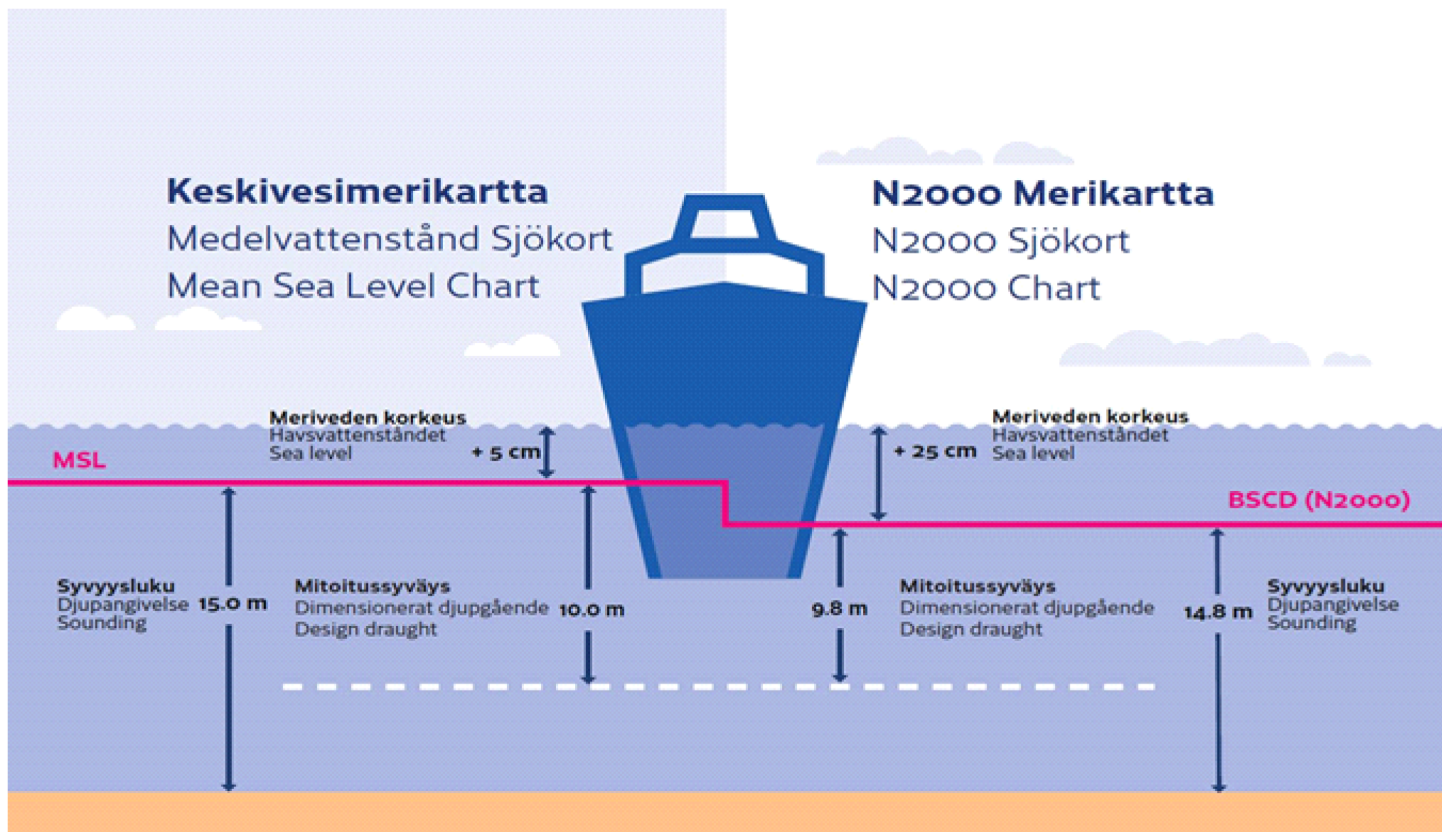 Keskivesimerikartta
Medelvattenstånd Sjökort
Mean Sea Level Chart
N2000 Merikartta
N2000 Sjökort
N2000 Chart
Meriveden korkeus
Havsvattenståndet
Sea level
+ 5 cm
MSL
+ 25 cm
Meriveden korkeus
Havsvattenståndet
Sea level
BSCD (N2000)
Syvyysluku
Djupangivelse
Sounding
15.0 m
Mitoitussyväys
Dimensionerat djupgående
Design draught
10.0 m
9.8 m
Mitoitussyväys
Dimensionerat djupgående
Design draught
14.8 m
Syvyysluku
Djupangivelse
Sounding